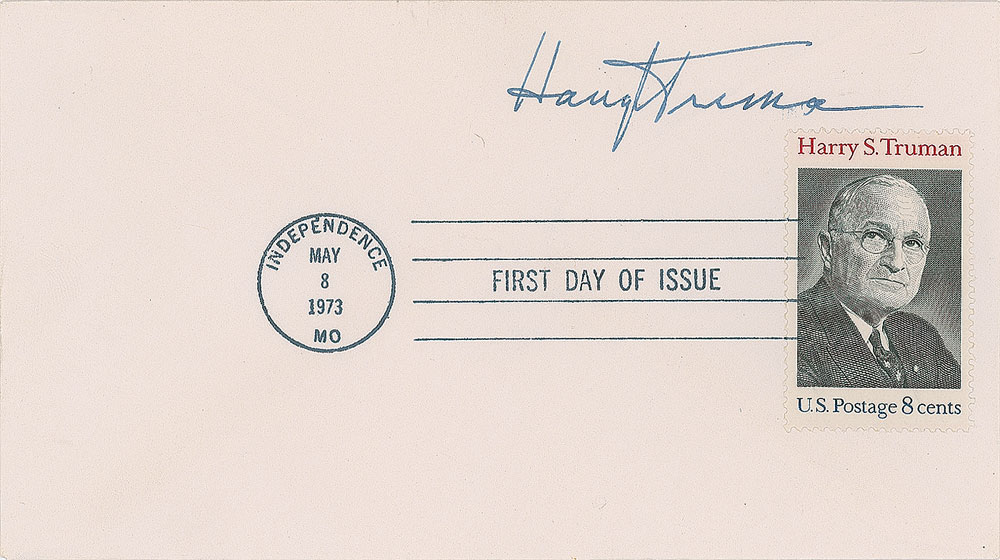 Harry Truman
Harry S. Truman
INDEPENDENCE
MAY
8
1973
MO
FIRST DAY OF ISSUE
U.S. Postage 8 cents